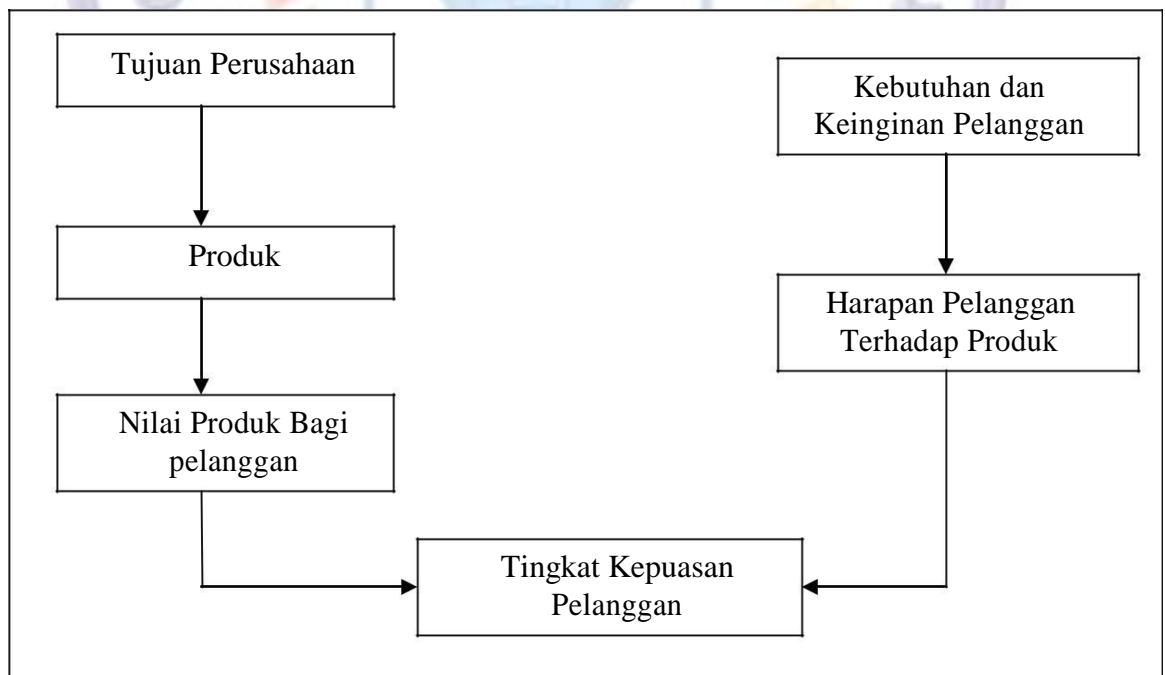 Tujuan Perusahaan
Kebutuhan dan
Keinginan Pelanggan
Produk
Harapan Pelanggan
Terhadap Produk
Nilai Produk Bagi
pelanggan
Tingkat Kepuasan
Pelanggan